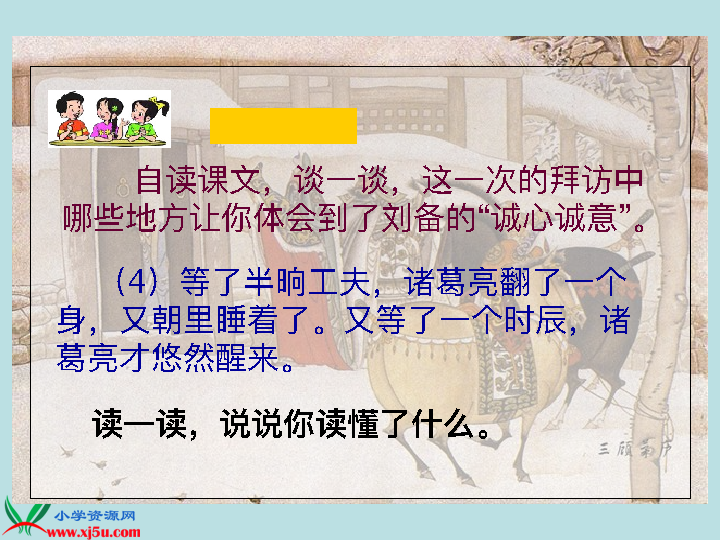 自读课文，谈一谈，这一次的拜访中
哪些地方让你体会到了刘备的“诚心诚意”。
（4）等了半晌工夫，诸葛亮翻了一个
身，又朝里睡着了。又等了一个时辰，诸
葛亮才悠然醒来。
读一读，说说你读懂了什么。
三顾茅庐
小学资源网
www.xj5u.com